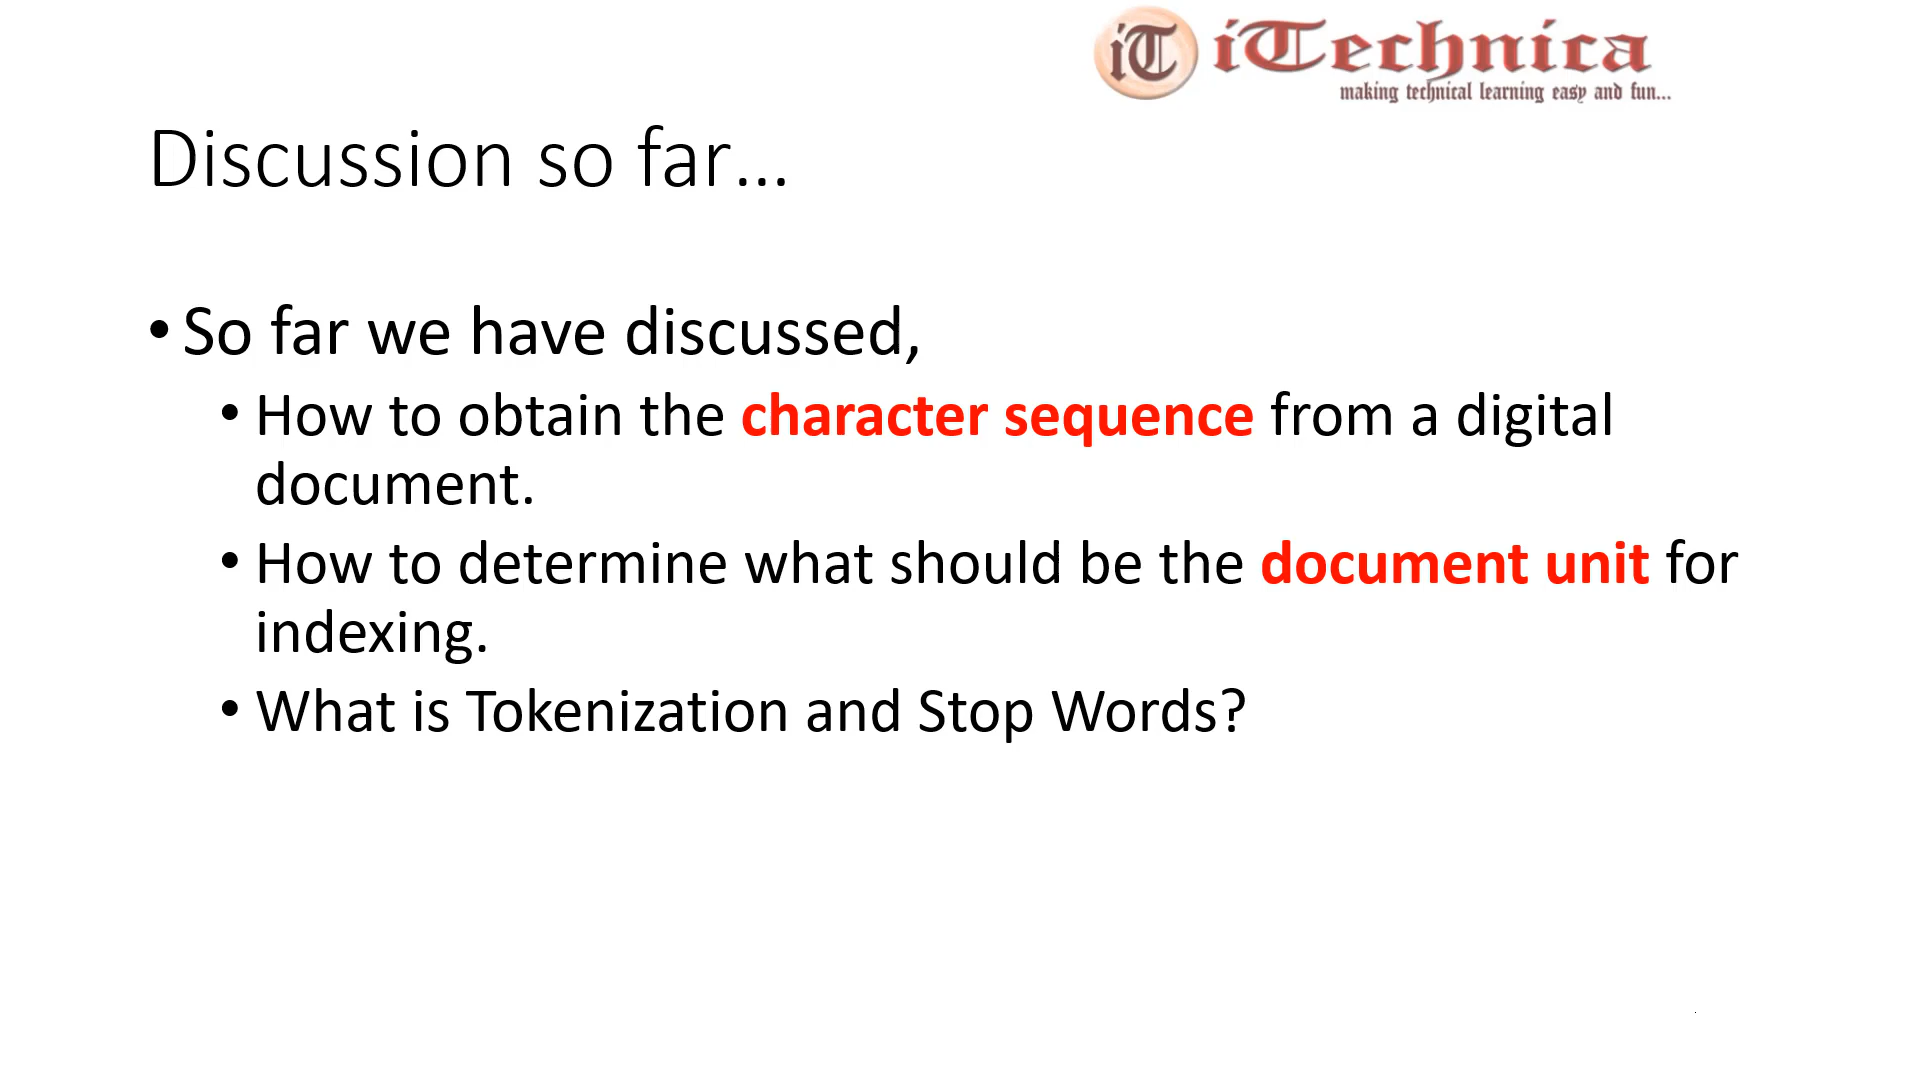 iT iTechnica
making technical learning easy and fun...
Discussion so far...
• So far we have discussed,
• How to obtain the character sequence from a digital
document.
• How to determine what should be the document unit for
indexing.
• What is Tokenization and Stop Words?